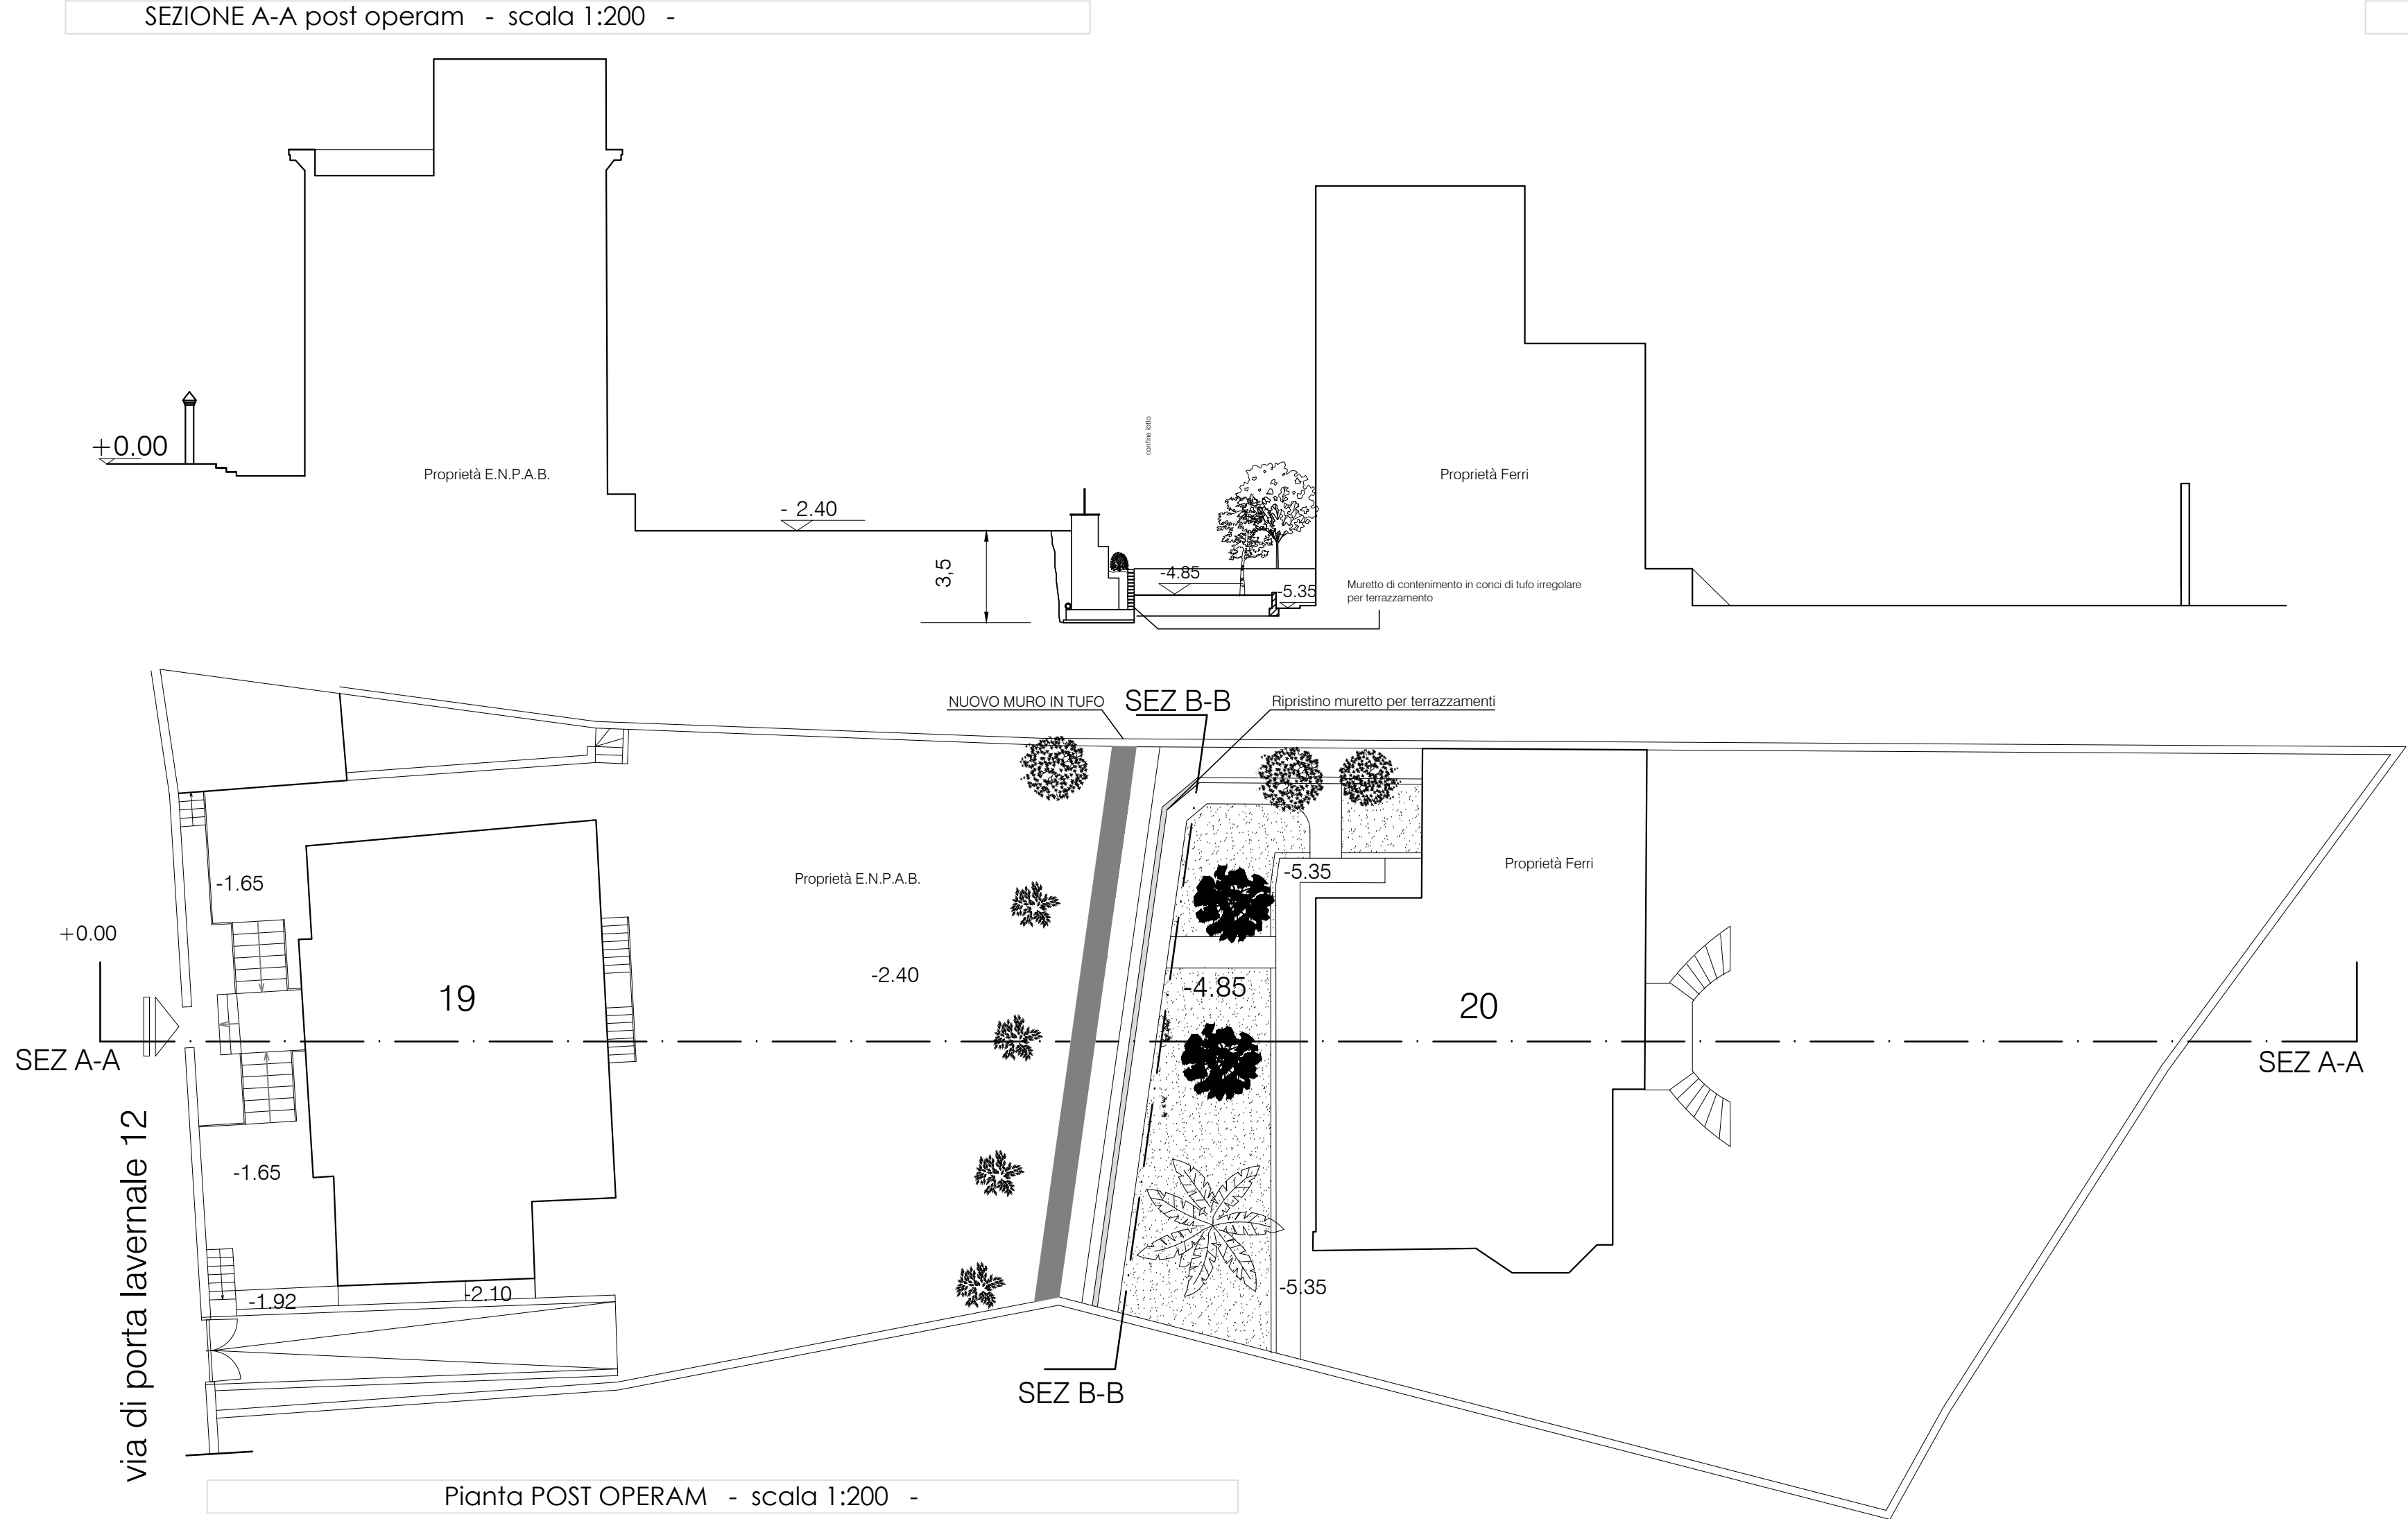 SEZIONE A-A post operam - scala 1:200 -
+0.00
Proprietà E.N.P.A.B.
- 2.40
3,5
confine lotto
-4.85
-5.35
Proprietà Ferri
Muretto di contenimento in conci di tufo irregolare
per terrazzamento
NUOVO MURO IN TUFO
SEZ B-B
Ripristino muretto per terrazzamenti
-1.65
Proprietà E.N.P.A.B.
-5.35
Proprietà Ferri
+0.00
-2.40
-4.85
19
20
SEZ A-A
SEZ A-A
via di porta lavernale 12
-1.65
-1.92
-2.10
-5.35
SEZ B-B
Pianta POST OPERAM - scala 1:200 -